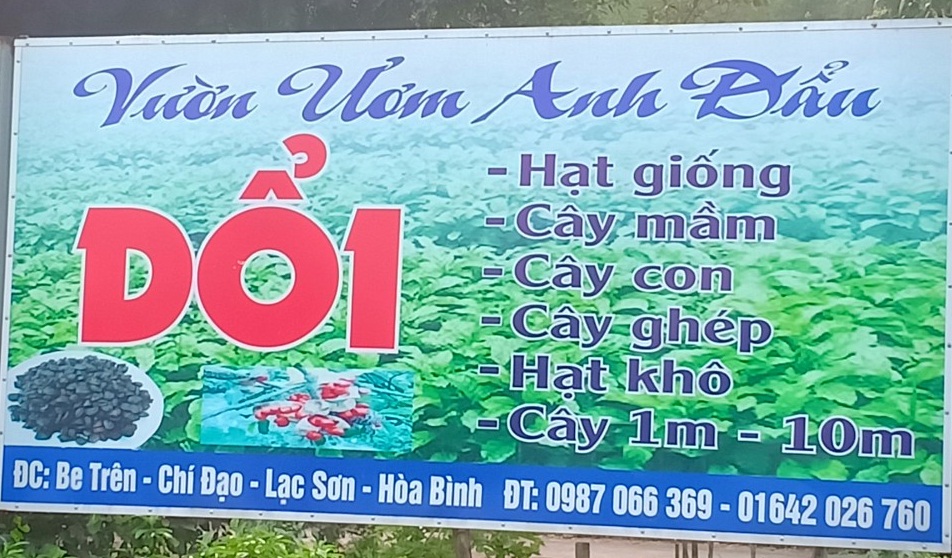 Vườn Ươm Anh Đẩu
DỔI
- Hạt giống
- Cây mầm
- Cây con
- Cây ghép
- Hạt khô
- Cây 1m - 10m
ĐC: Be Trên - Chí Đạo - Lạc Sơn - Hòa Bình ĐT: 0987 066 369 - 01642 026 760